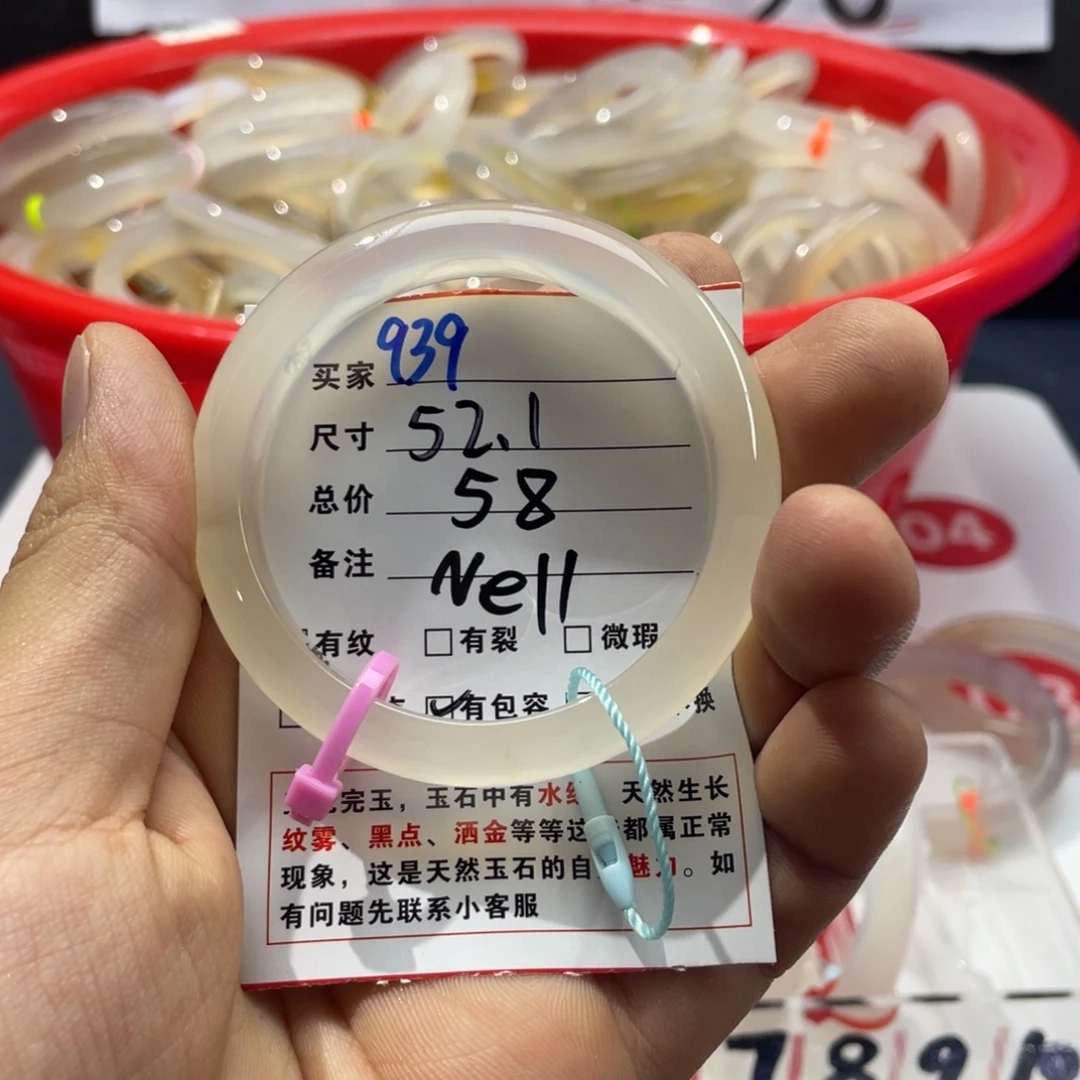 买家 939
尺寸 52.1
总价 58
备注 Nell
有纹 □有裂 □微瑕
☑有包容 换
完玉，玉石中有水 天然生长
纹雾、黑点、洒金等等这 都属正常
现象，这是天然玉石的自 魅力。如
有问题先联系小客服
04
7 8 9